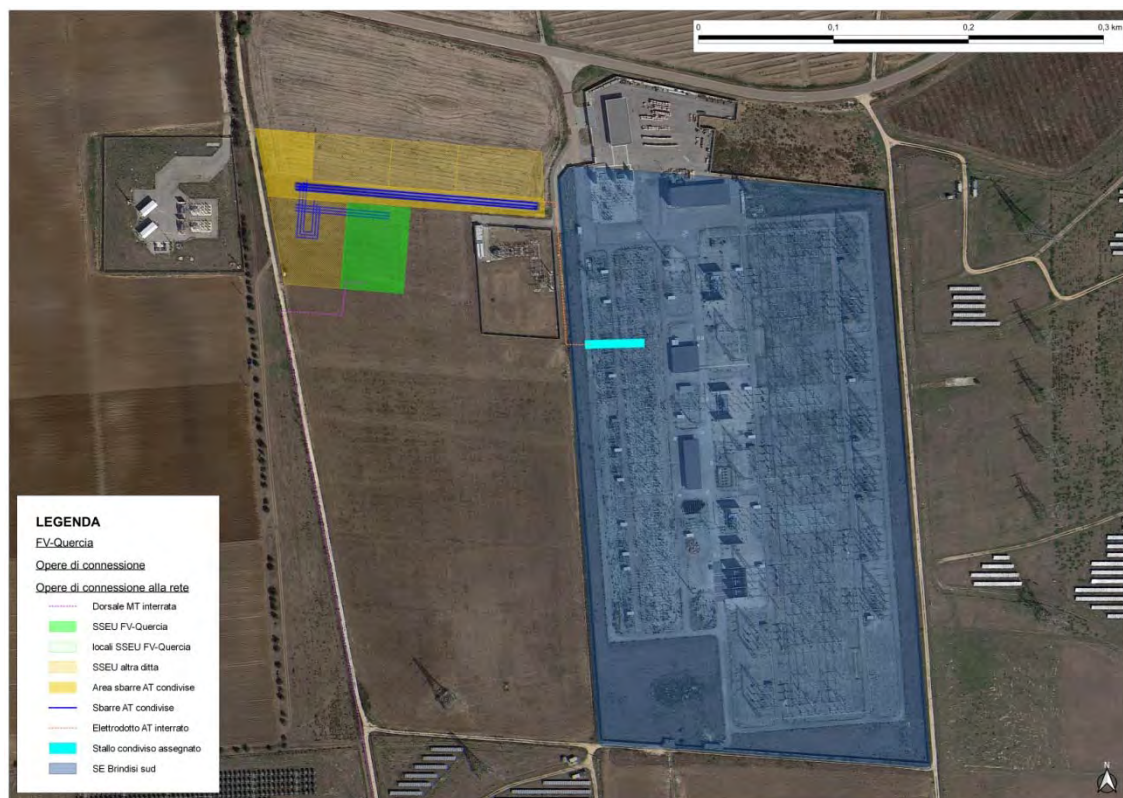 0 0,1 0,2 0,3 km
LEGENDA
FV-Quercia
Opere di connessione
Opere di connessione alla rete
Dorsale MT interrata
SSEU FV-Quercia
locali SSEU FV-Quercia
SSEU altra ditta
Area sbarre AT condivise
Sbarre AT condivise
Elettrodotto AT interrato
Stallo condiviso assegnato
SE Brindisi sud
N